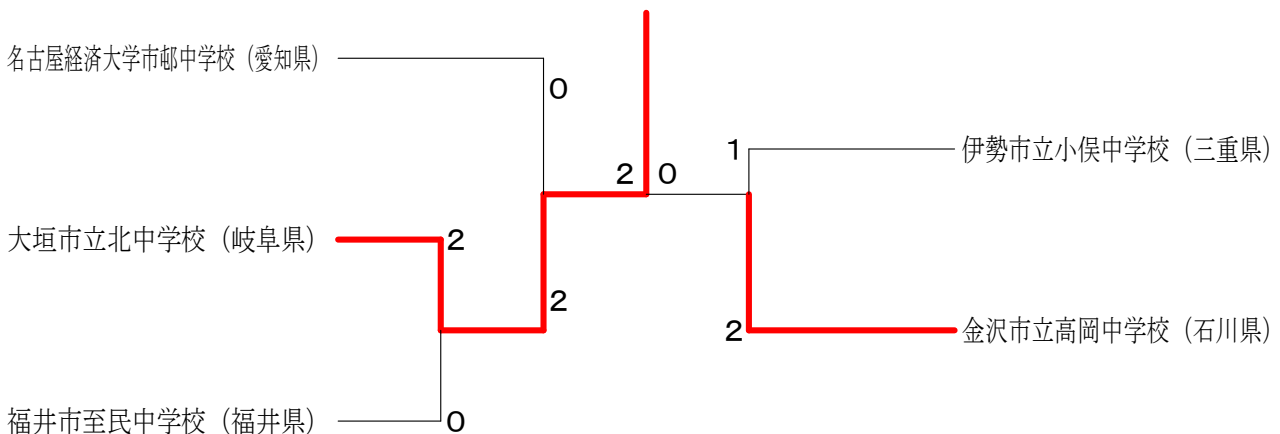 名古屋経済大学市邨中学校（愛知県）
0
1
伊勢市立小俣中学校（三重県）
2 0
大垣市立北中学校（岐阜県）
2
2
2
金沢市立高岡中学校（石川県）
福井市至民中学校（福井県）
0